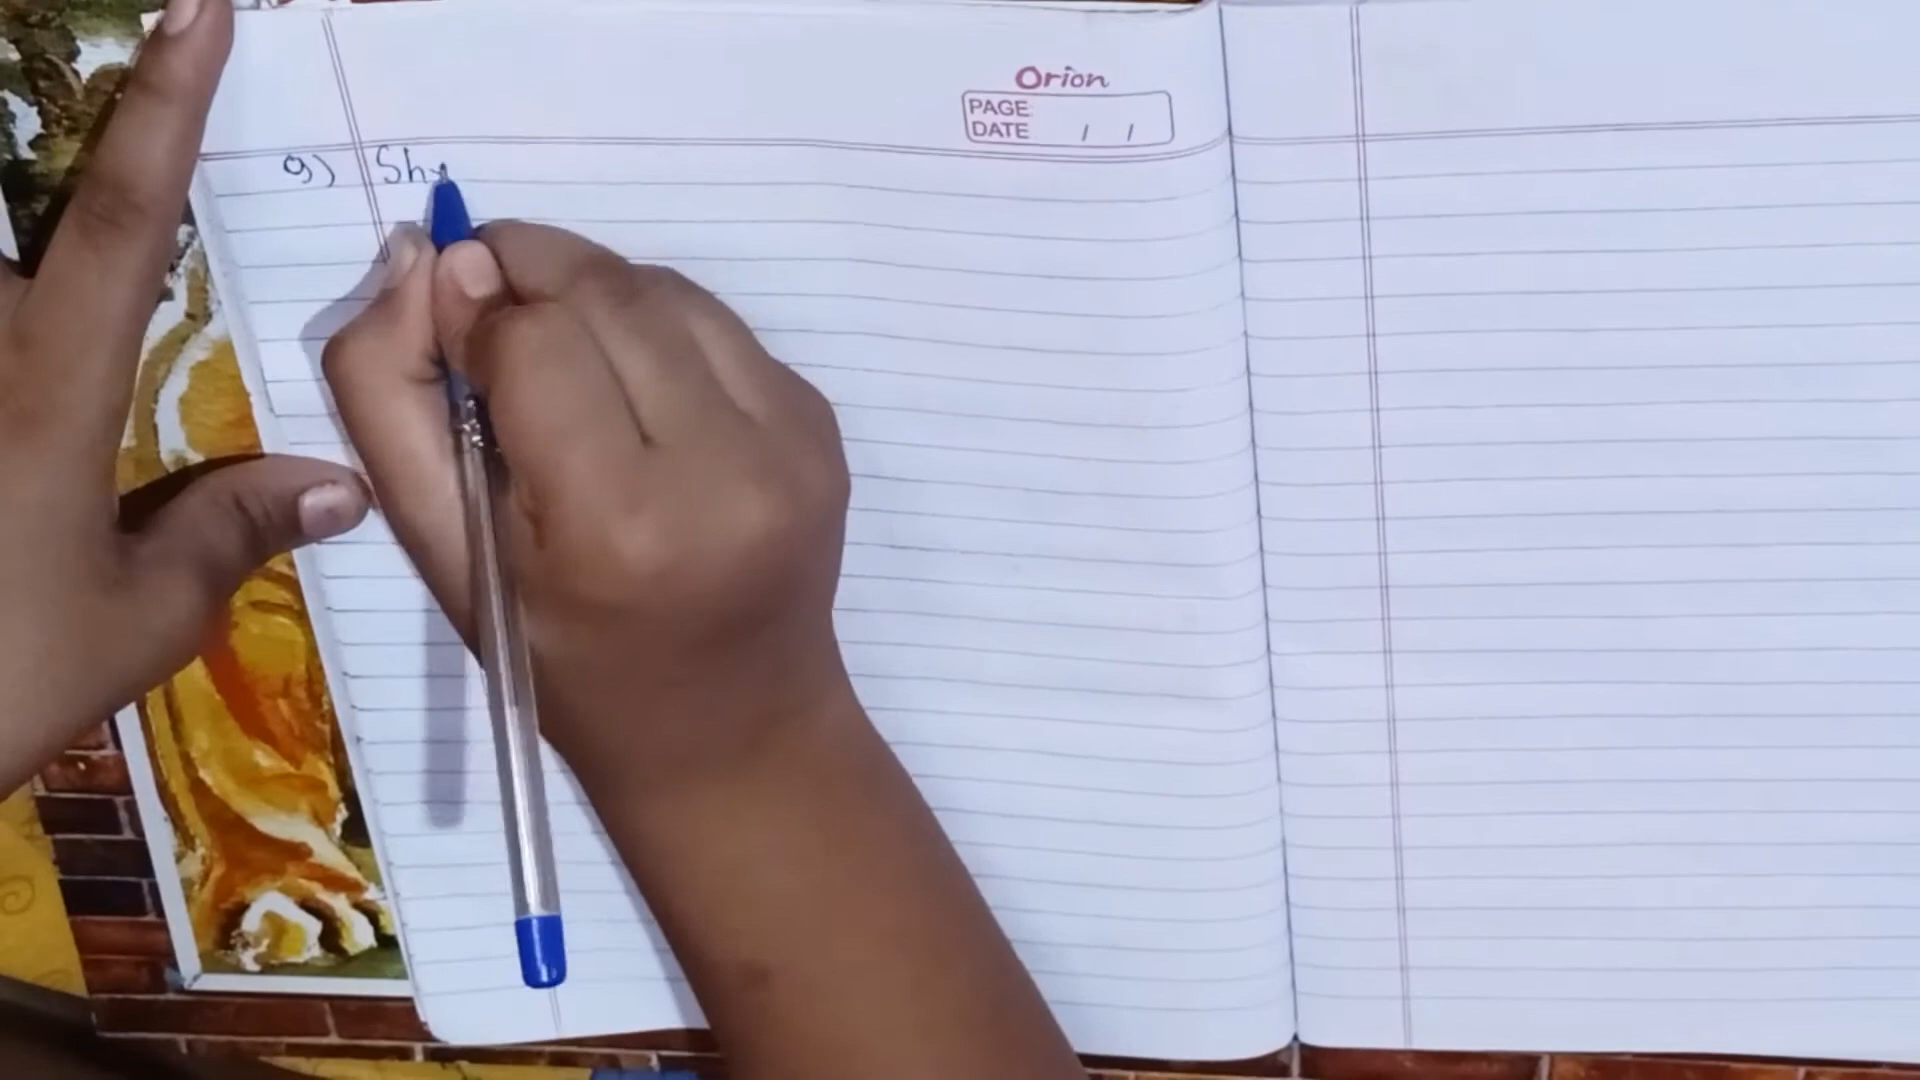 Orion
PAGE:
DATE / /
9) Sh